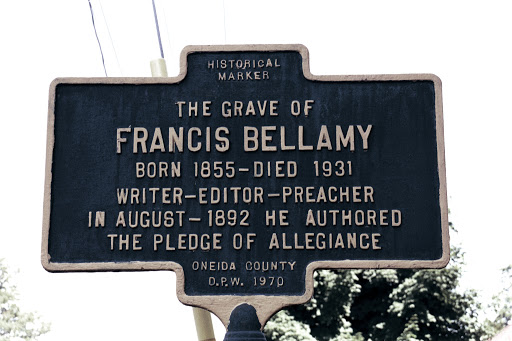 HISTORICAL
MARKER
THE GRAVE OF
FRANCIS BELLAMY
BORN 1855–DIED 1931
WRITER–EDITOR–PREACHER
IN AUGUST–1892 HE AUTHORED
THE PLEDGE OF ALLEGIANCE
ONEIDA COUNTY
D.P.W. 1970